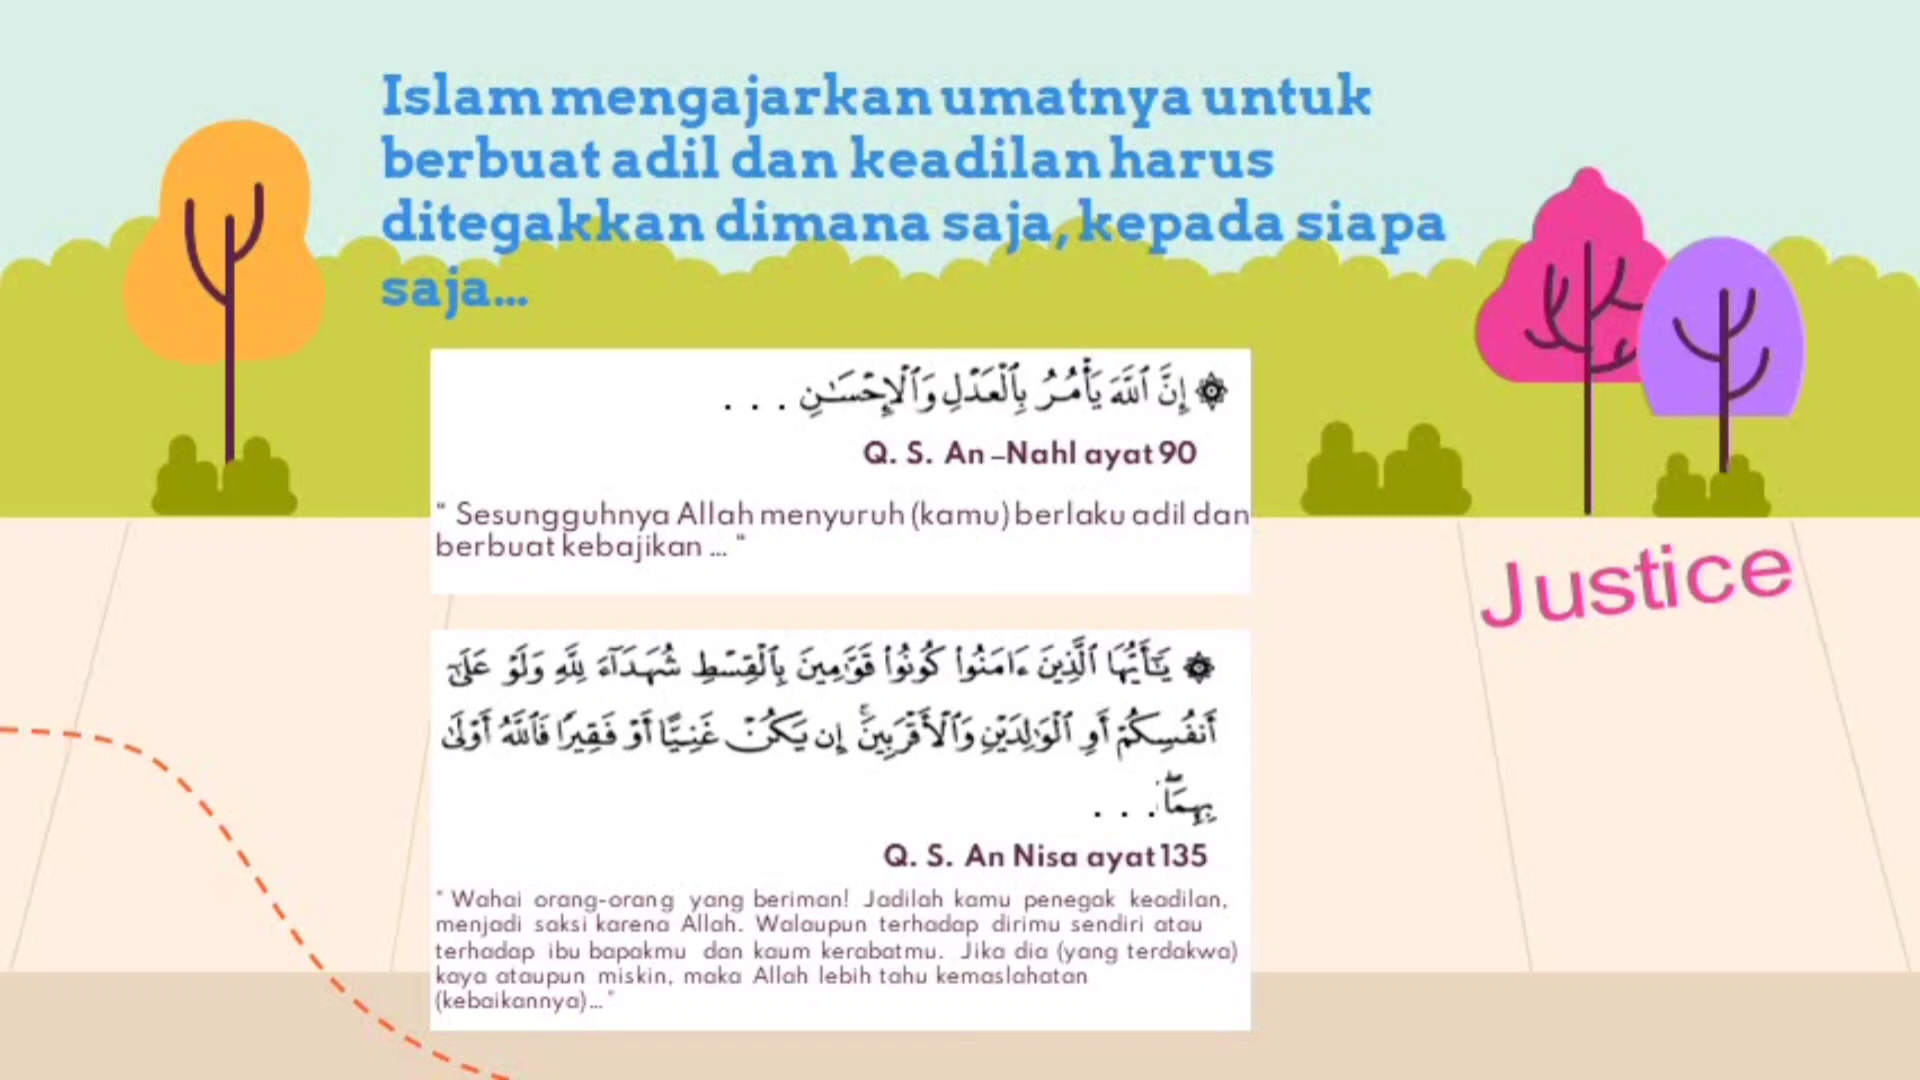 Islam mengajarkan umatnya untuk
berbuat adil dan keadilan harus
ditegakkan dimana saja, kepada siapa
saja...
۞ إِنَّ ٱللَّهَ يَأْمُرُ بِٱلْعَدْلِ وَٱلْإِحْسَـٰنِ . . .
Q. S. An –Nahl ayat 90
“ Sesungguhnya Allah menyuruh (kamu) berlaku adil dan
berbuat kebajikan ... “
۞ يَـٰٓأَيُّهَا ٱلَّذِينَ ءَامَنُوا۟ كُونُوا۟ قَوَّٰمِينَ بِٱلْقِسْطِ شُهَدَآءَ لِلَّهِ وَلَوْ عَلَىٰٓ
أَنفُسِكُمْ أَوِ ٱلْوَٰلِدَيْنِ وَٱلْأَقْرَبِينَ ۚ إِن يَكُنْ غَنِيًّا أَوْ فَقِيرًا فَٱللَّهُ أَوْلَىٰ
بِهِمَا ۖ . . .
Q. S. An Nisa ayat 135
“ Wahai orang-orang yang beriman! Jadilah kamu penegak keadilan,
menjadi saksi karena Allah. Walaupun terhadap dirimu sendiri atau
terhadap ibu bapakmu dan kaum kerabatmu. Jika dia (yang terdakwa)
kaya ataupun miskin, maka Allah lebih tahu kemaslahatan
(kebaikannya)... “
Justice